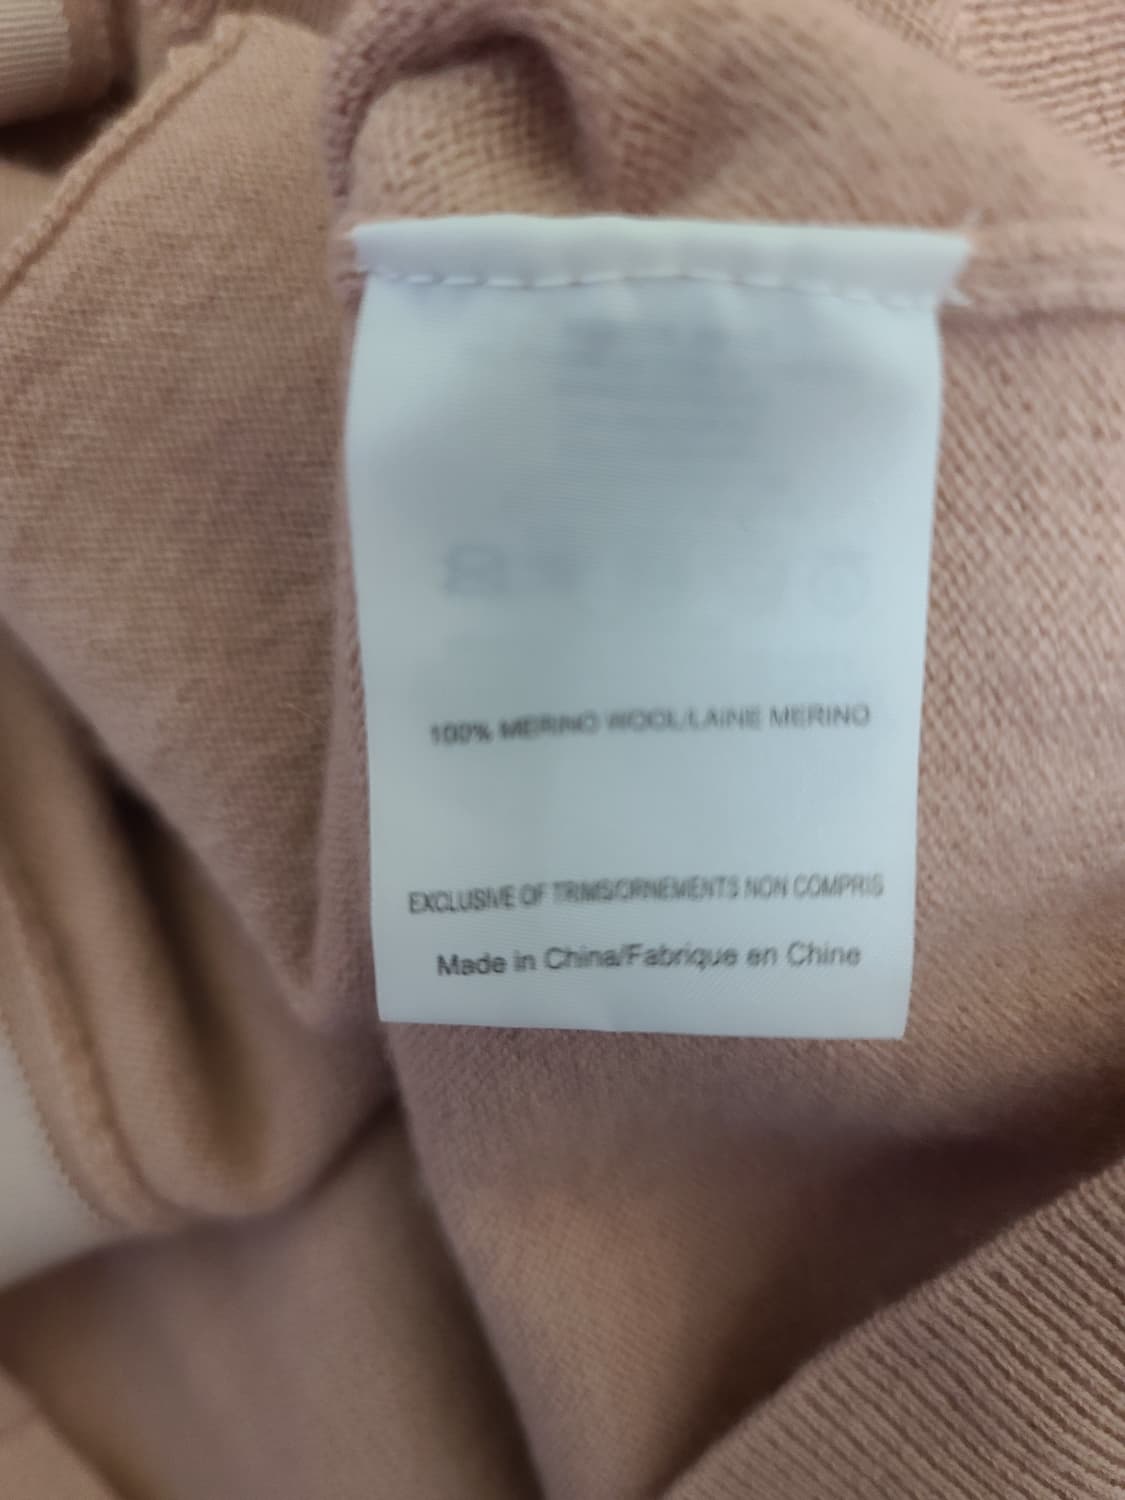 100% MERINO WOOL/LAINE MERINO
EXCLUSIVE OF TRIMS/ORNEMENTS NON COMPRIS
Made in China/Fabrique en Chine